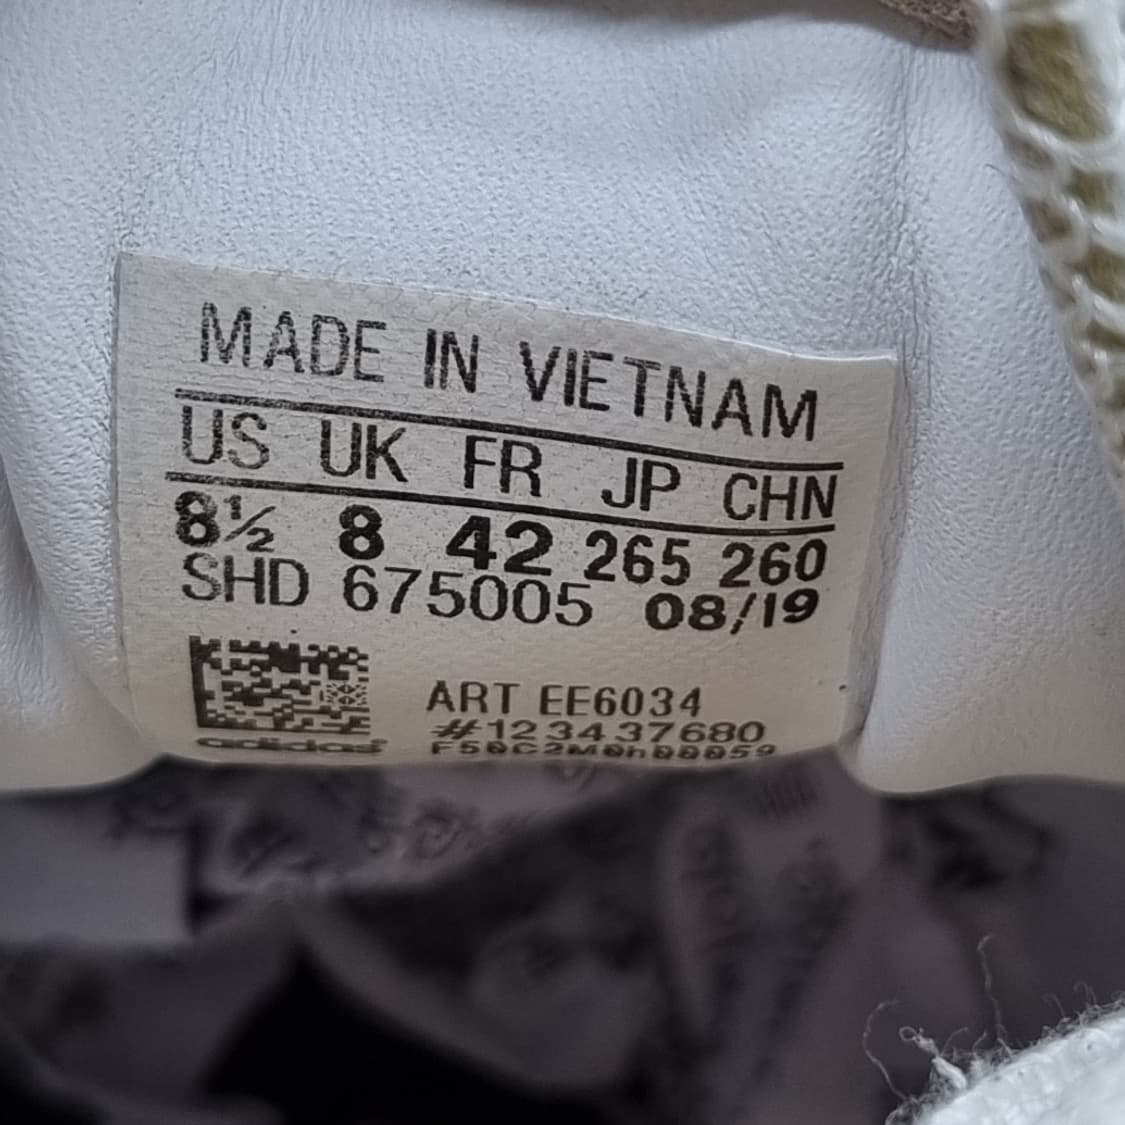 MADE IN VIETNAM
US UK FR JP CHN
8½ 8 42 265 260
SHD 675005 08/19
ART EE6034
#123437680
adidas F50C2M0h00059